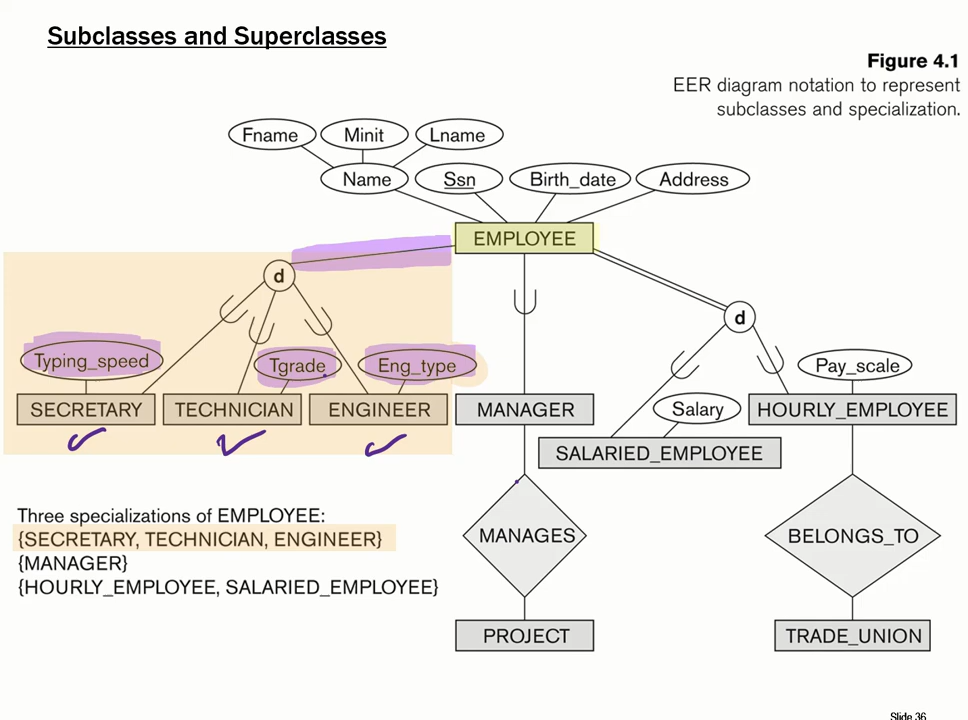 Subclasses and Superclasses
Figure 4.1
EER diagram notation to represent
subclasses and specialization.
Fname Minit Lname
Name Ssn Birth_date Address
EMPLOYEE
d
d
Typing_speed Tgrade Eng_type Pay_scale
SECRETARY TECHNICIAN ENGINEER MANAGER Salary HOURLY_EMPLOYEE
SALARIED_EMPLOYEE
Three specializations of EMPLOYEE:
{SECRETARY, TECHNICIAN, ENGINEER}
{MANAGER}
{HOURLY_EMPLOYEE, SALARIED_EMPLOYEE}
MANAGES BELONGS_TO
PROJECT TRADE_UNION
Slide 36